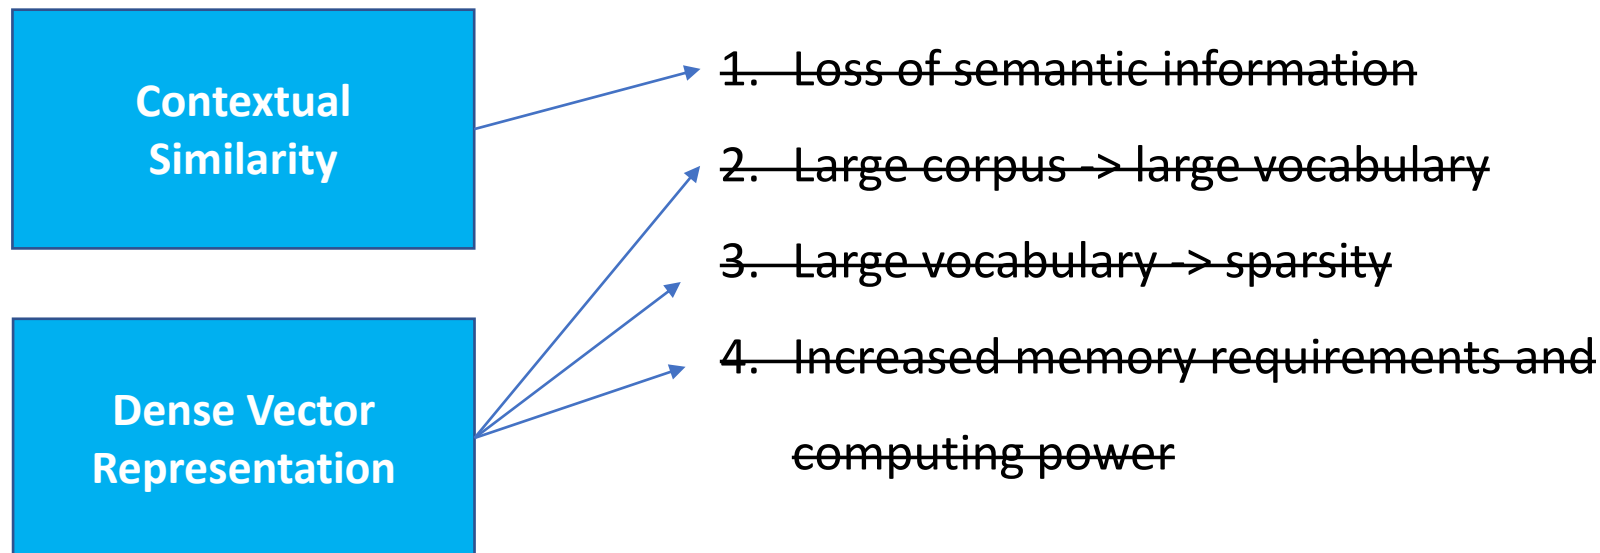 Contextual
Similarity
1. Loss of semantic information
2. Large corpus -> large vocabulary
3. Large vocabulary -> sparsity
4. Increased memory requirements and
computing power
Dense Vector
Representation